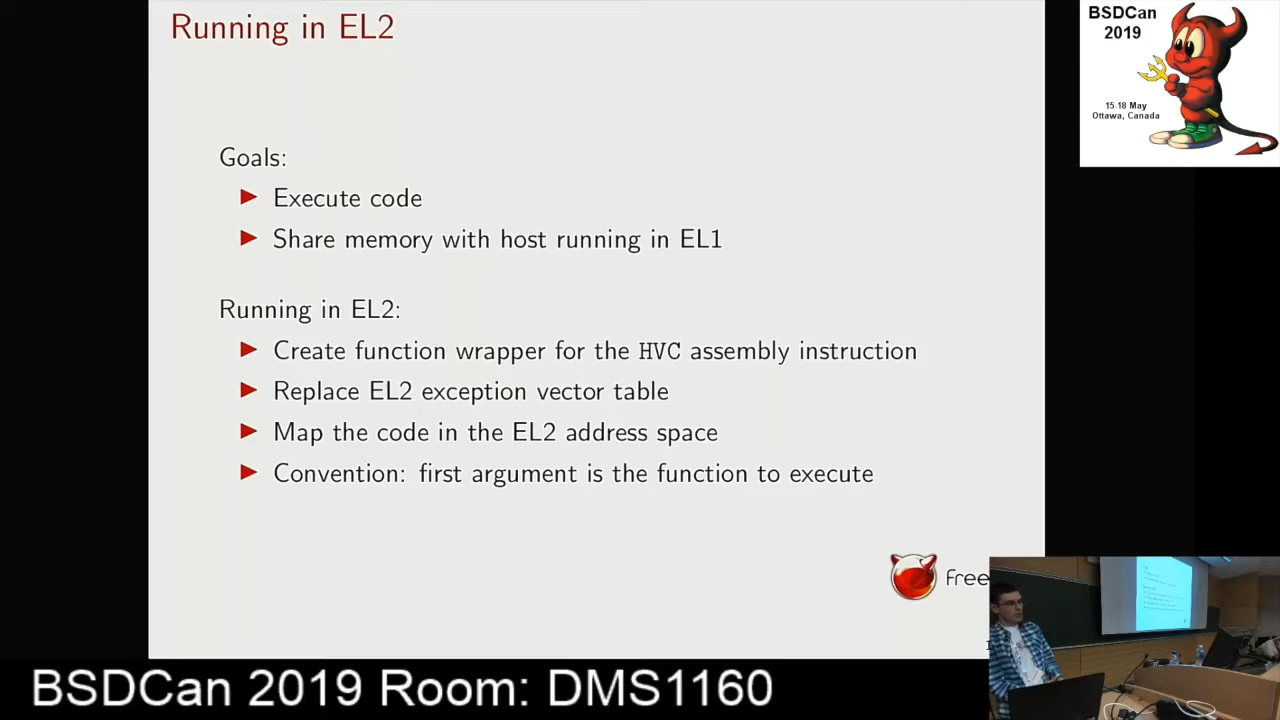 Running in EL2
BSDCan
2019
15-18 May
Ottawa, Canada
Goals:
Execute code
Share memory with host running in EL1
Running in EL2:
Create function wrapper for the HVC assembly instruction
Replace EL2 exception vector table
Map the code in the EL2 address space
Convention: first argument is the function to execute
Free
BSDCan 2019 Room: DMS1160